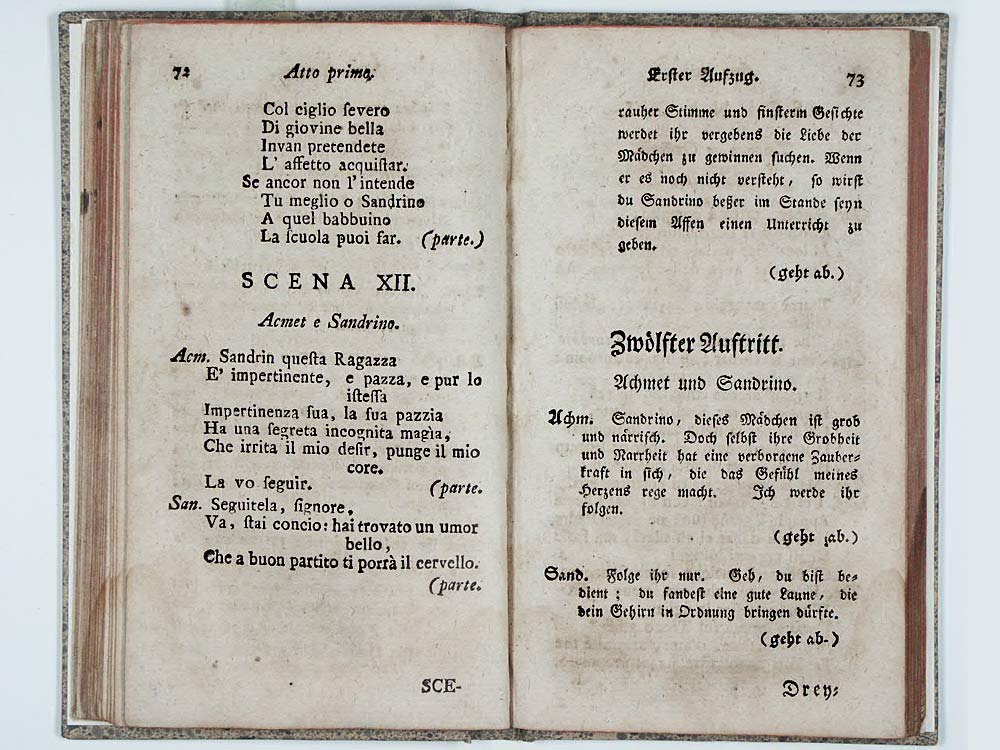 72 Atto primo.
Col ciglio ſevero
Di giovine bella
Invan pretendete
L' affetto acquiſtar.
Se ancor non l'intende
Tu meglio o Sandrino
A quel babbuino
La ſcuola puoi far. (parte.)
SCENA XII.
Acmet e Sandrino.
Acm. Sandrin queſta Ragazza
E' impertinente, e pazza, e pur lo
iſteſſa
Impertinenza ſua, la ſua pazzia
Ha una ſegreta incognita magìa,
Che irrita il mio deſir, punge il mio
core.
La vo ſeguir. (parte.
San. Seguitela, ſignore,
Va, ſtai concio: hai trovato un umor
bello,
Che a buon partito ti porrà il cervello.
(parte.
SCE-
Erſter Aufzug. 73
rauher Stimme und finſterm Geſichte
werdet ihr vergebens die Liebe der
Mädchen zu gewinnen ſuchen. Wenn
er es noch nicht verſteht, ſo wirſt
du Sandrino beßer im Stande ſeyn
dieſem Affen einen Unterricht zu
geben.
(geht ab.)
Zwölfter Auftritt.
Achmet und Sandrino.
Achm. Sandrino, dieſes Mädchen iſt grob
und närriſch. Doch ſelbſt ihre Grobheit
und Narrheit hat eine verborgene Zauber-
kraft in ſich, die das Gefühl meines
Herzens rege macht. Ich werde ihr
folgen.
(geht ab.)
Sand. Folge ihr nur. Geh, du biſt be-
dient; du fandeſt eine gute Laune, die
dein Gehirn in Ordnung bringen dürfte.
(geht ab-)
Drey-